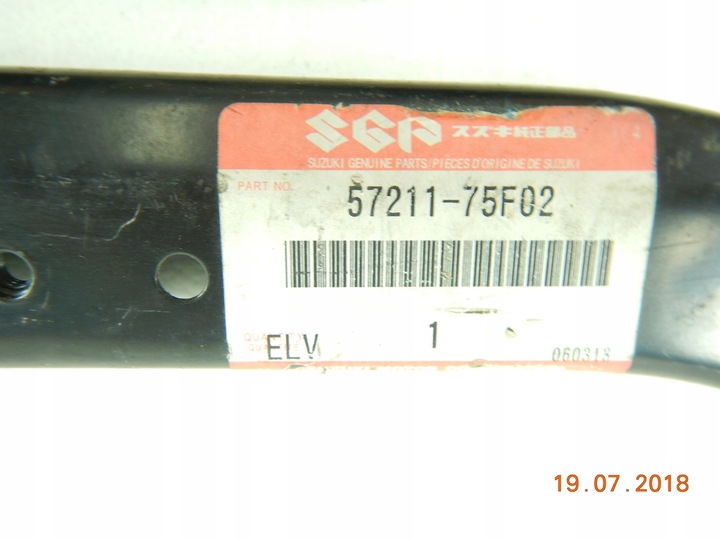 SGP スズキ純正部品
SUZUKI GENUINE PARTS/PIÈCES D'ORIGINE DE SUZUKI
PART NO. 57211-75F02
ELV 1 060313
19.07.2018